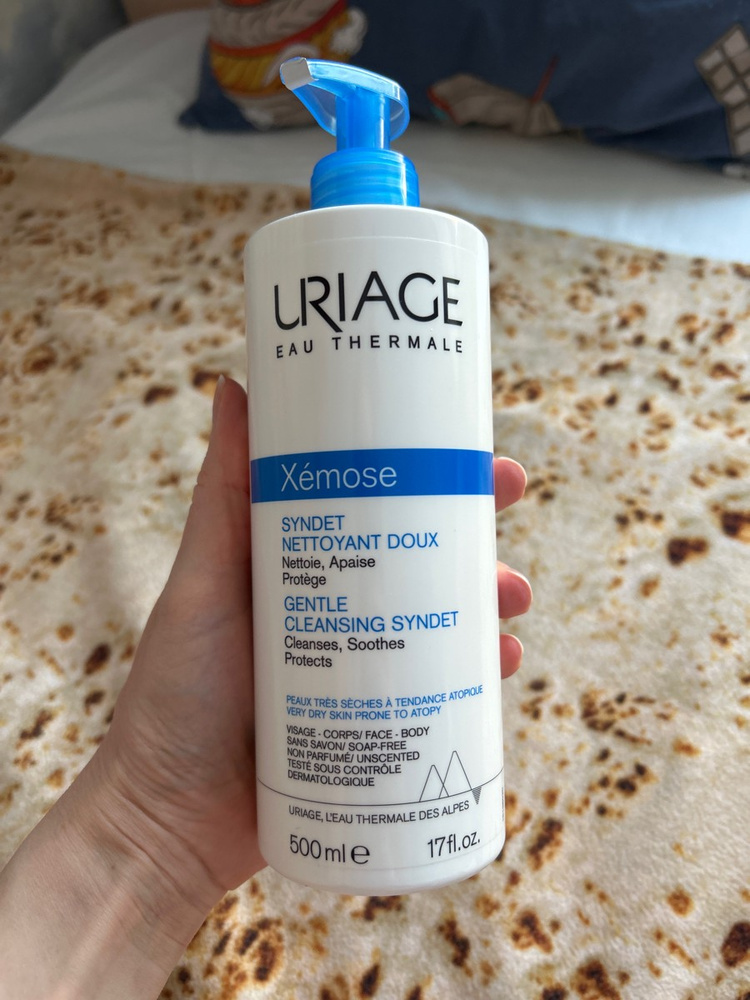 URIAGE
EAU THERMALE
Xémose
SYNDET
NETTOYANT DOUX
Nettoie, Apaise
Protège
GENTLE
CLEANSING SYNDET
Cleanses, Soothes
Protects
PEAUX TRÈS SÈCHES À TENDANCE ATOPIQUE
VERY DRY SKIN PRONE TO ATOPY
VISAGE - CORPS/ FACE - BODY
SANS SAVON/ SOAP-FREE
NON PARFUMÉ/ UNSCENTED
TESTÉ SOUS CONTRÔLE
DERMATOLOGIQUE
URIAGE, L'EAU THERMALE DES ALPES
500 ml e 17fl.oz.